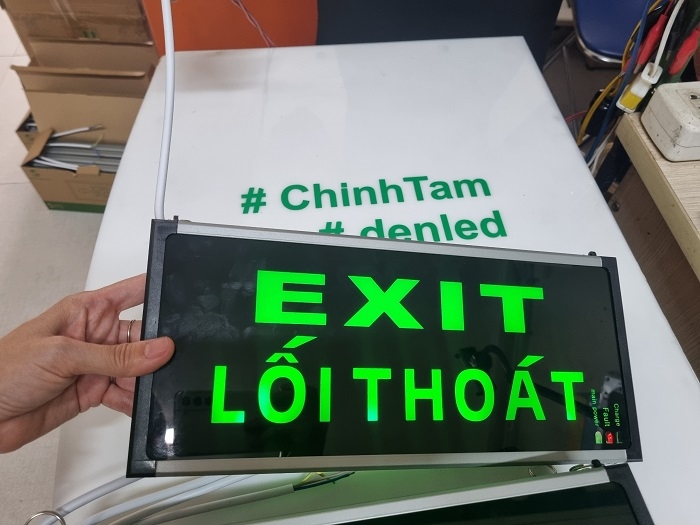 # ChinhTam
# denled
EXIT
LỐI THOÁT
Charge
Fault
main power